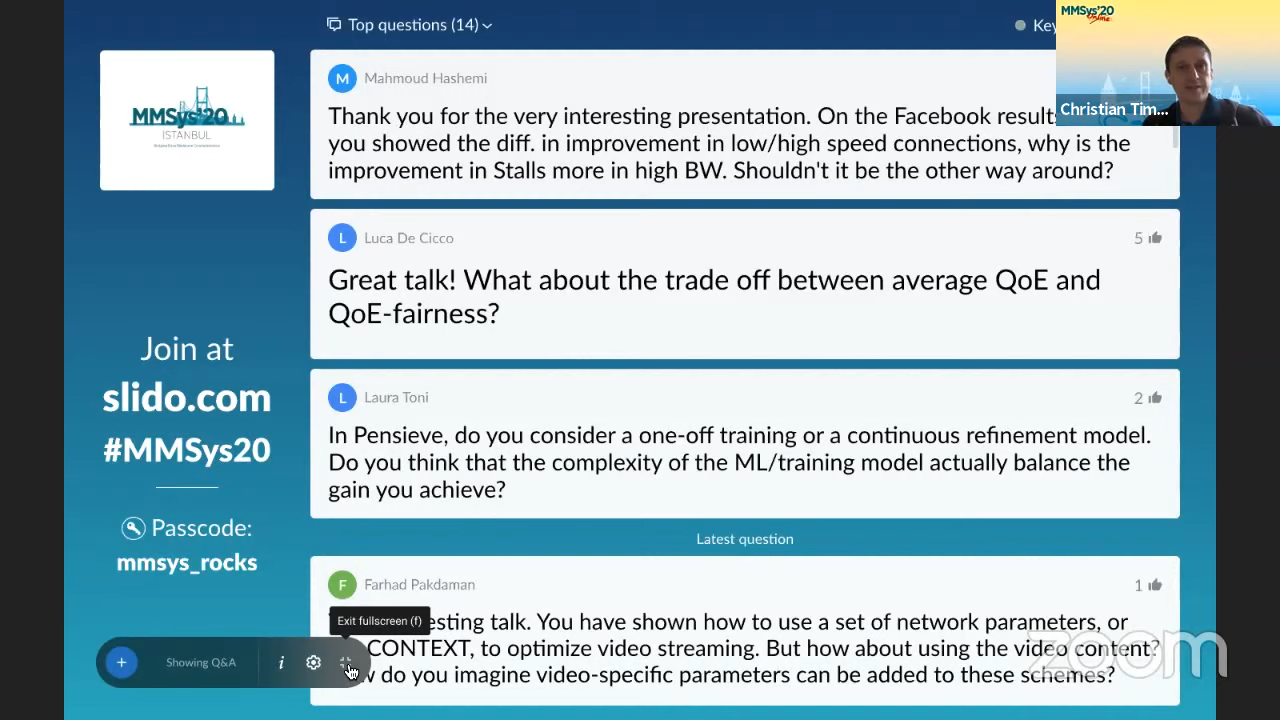 Top questions (14)
Key
MMSys'20
Online
Christian Tim...
MMSys'20
ISTANBUL
Mahmoud Hashemi
Thank you for the very interesting presentation. On the Facebook results
you showed the diff. in improvement in low/high speed connections, why is the
improvement in Stalls more in high BW. Shouldn't it be the other way around?
Luca De Cicco
5
Great talk! What about the trade off between average QoE and
QoE-fairness?
Laura Toni
2
In Pensieve, do you consider a one-off training or a continuous refinement model.
Do you think that the complexity of the ML/training model actually balance the
gain you achieve?
Latest question
Farhad Pakdaman
1
esting talk. You have shown how to use a set of network parameters, or
CONTEXT, to optimize video streaming. But how about using the video content?
do you imagine video-specific parameters can be added to these schemes?
Join at
slido.com
#MMSys20
Passcode:
mmsys_rocks
Exit fullscreen (f)
Showing Q&A
zoom